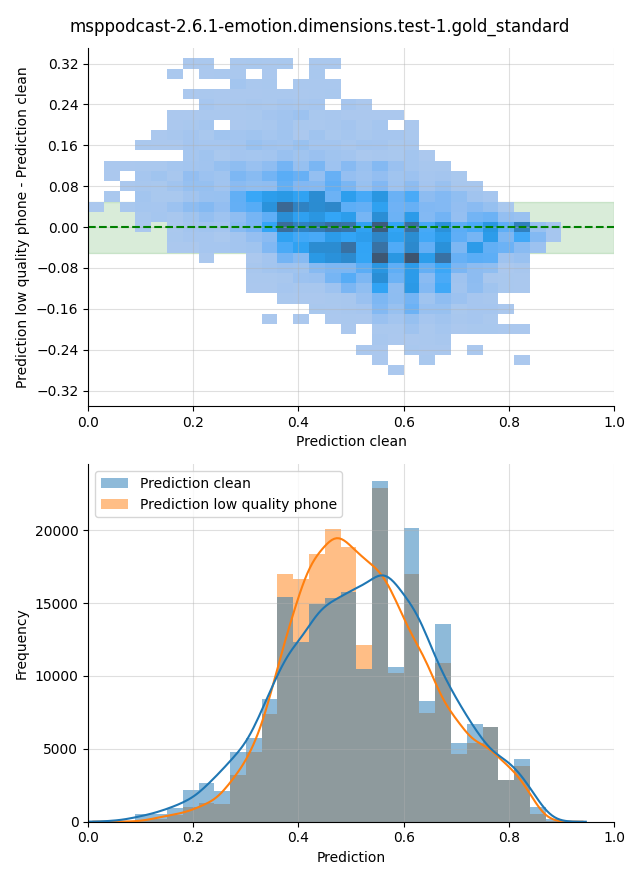 msppodcast-2.6.1-emotion.dimensions.test-1.gold_standard
Prediction low quality phone - Prediction clean
0.32
0.24
0.16
0.08
0.00
−0.08
−0.16
−0.24
−0.32
0.0 0.2 0.4 0.6 0.8 1.0
Prediction clean
Prediction clean
Prediction low quality phone
Frequency
20000
15000
10000
5000
0
0.0 0.2 0.4 0.6 0.8 1.0
Prediction